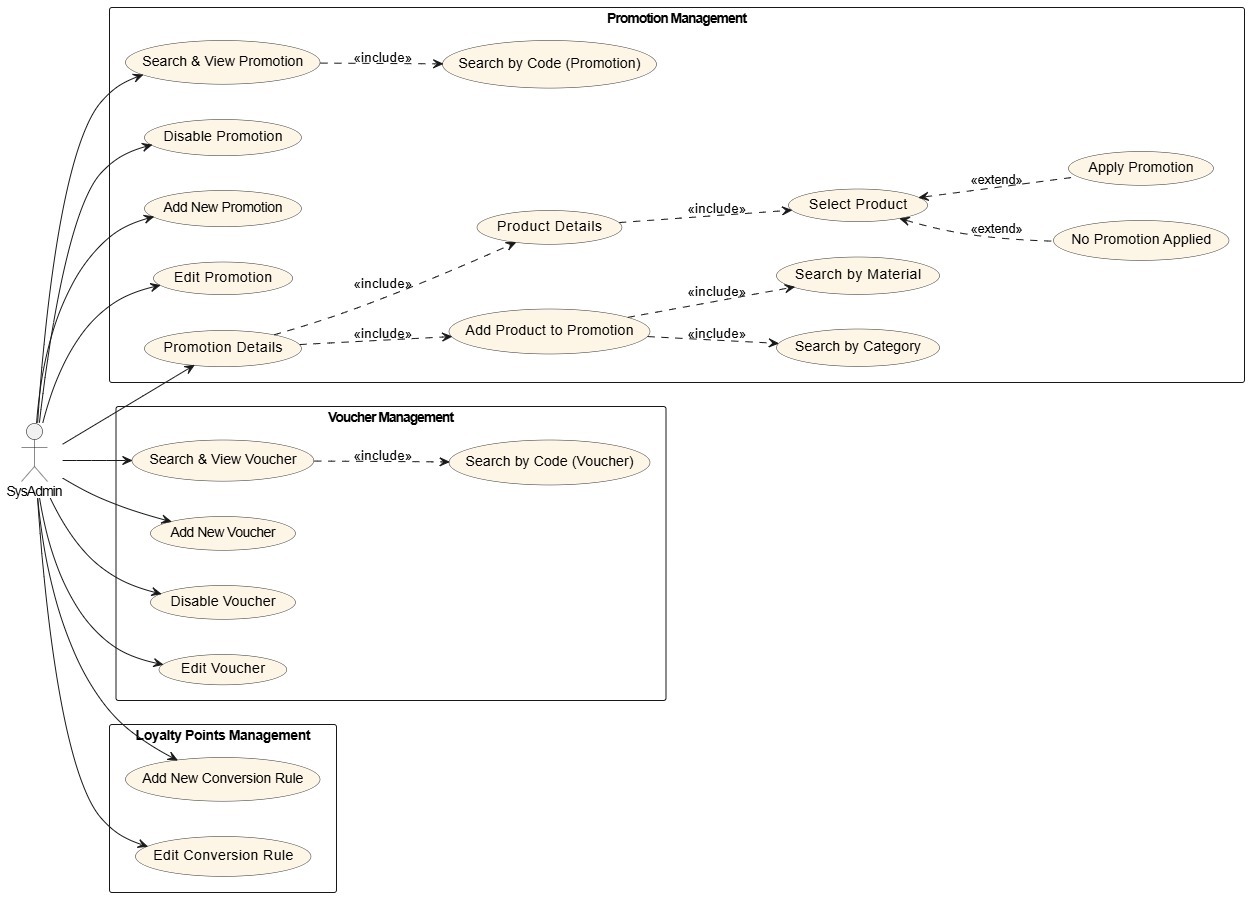 Promotion Management
Search & View Promotion
«include»
Search by Code (Promotion)
Disable Promotion
Apply Promotion
«extend»
Add New Promotion
Select Product
«include»
Product Details
«extend»
No Promotion Applied
Edit Promotion
«include»
Search by Material
«include»
Promotion Details
«include»
Add Product to Promotion
«include»
Search by Category
Voucher Management
Search & View Voucher
«include»
Search by Code (Voucher)
SysAdmin
Add New Voucher
Disable Voucher
Edit Voucher
Loyalty Points Management
Add New Conversion Rule
Edit Conversion Rule